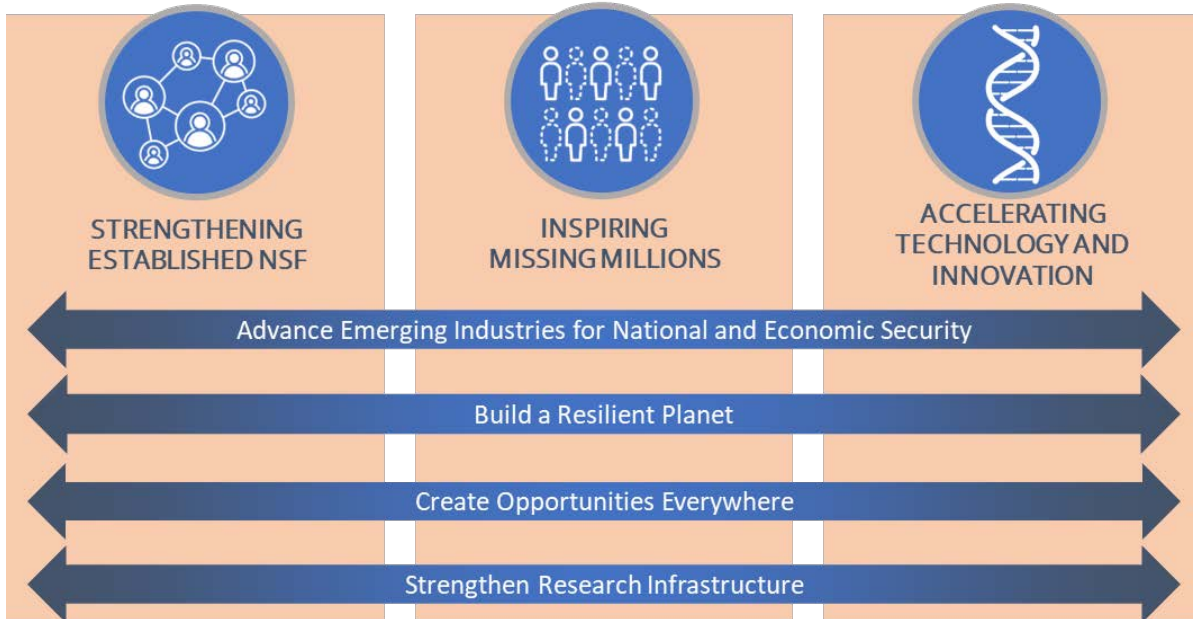 STRENGTHENING
ESTABLISHED NSF
INSPIRING
MISSING MILLIONS
ACCELERATING
TECHNOLOGY AND
INNOVATION
Advance Emerging Industries for National and Economic Security
Build a Resilient Planet
Create Opportunities Everywhere
Strengthen Research Infrastructure